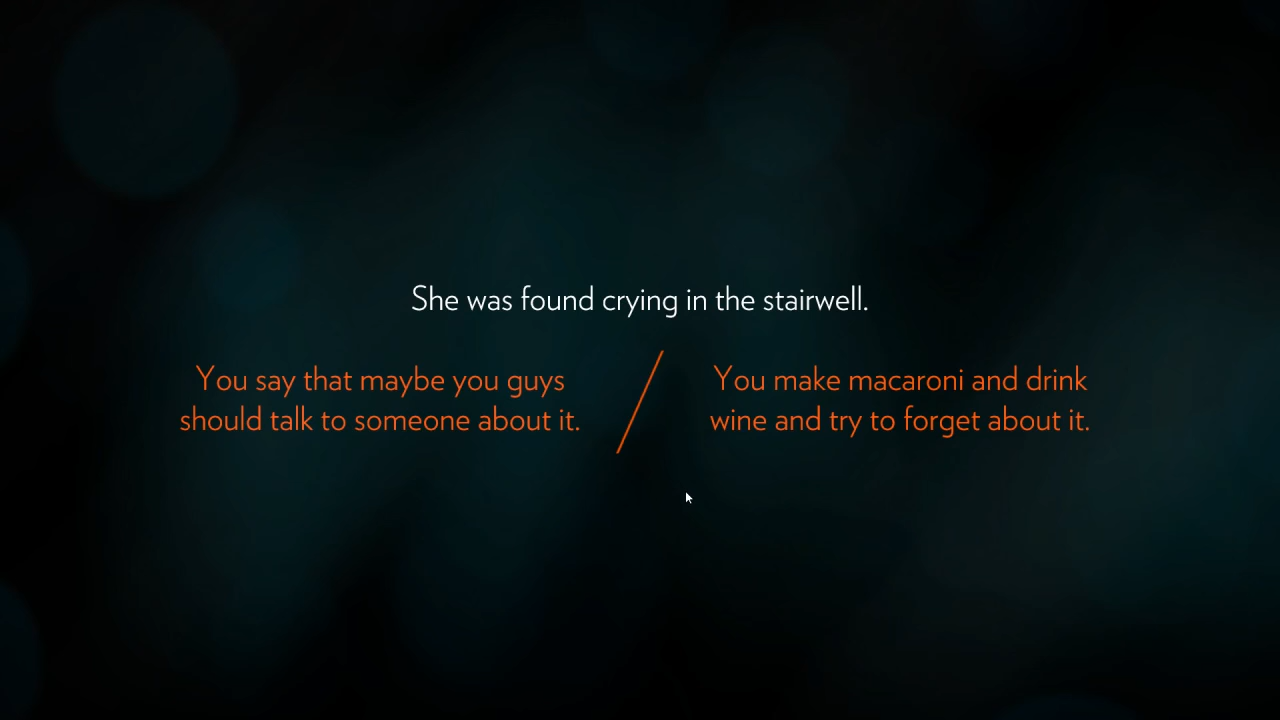 She was found crying in the stairwell.
You say that maybe you guys
should talk to someone about it.
You make macaroni and drink
wine and try to forget about it.